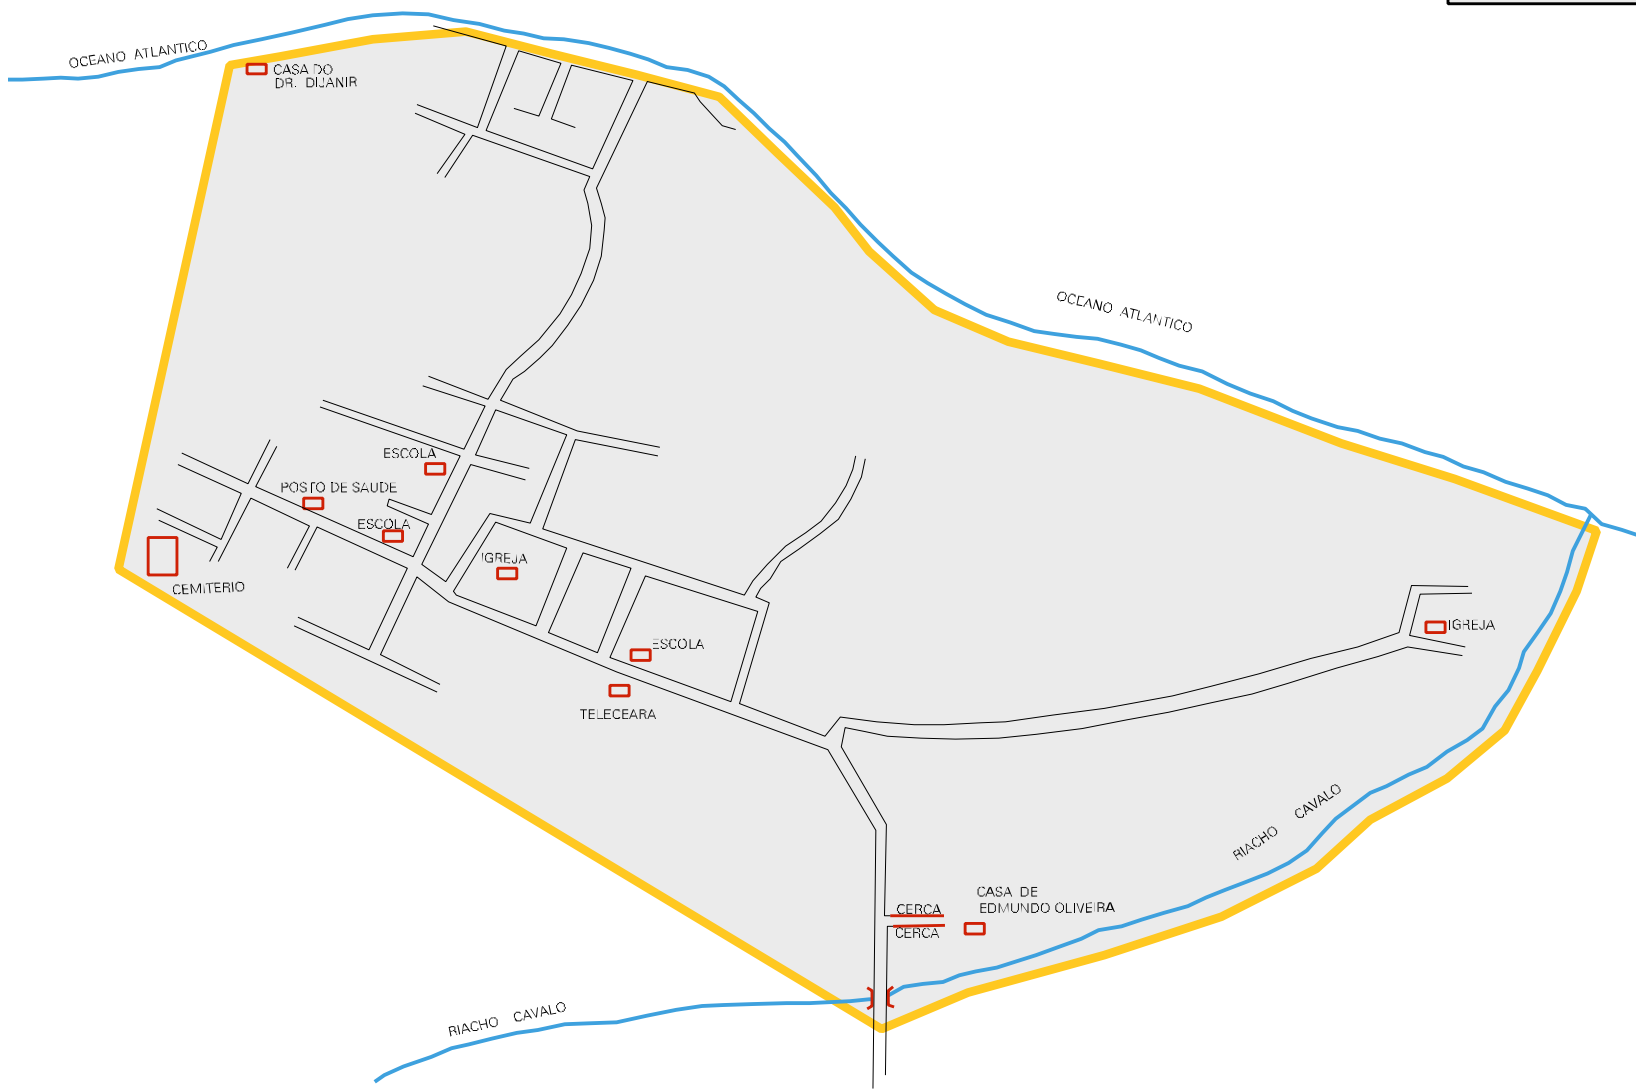 OCEANO ATLANTICO
CASA DO
DR. DIJANIR
OCEANO ATLANTICO
ESCOLA
POSTO DE SAUDE
ESCOLA
IGREJA
CEMITERIO
IGREJA
ESCOLA
TELECEARA
RIACHO CAVALO
CASA DE
EDMUNDO OLIVEIRA
CERCA
CERCA
RIACHO CAVALO